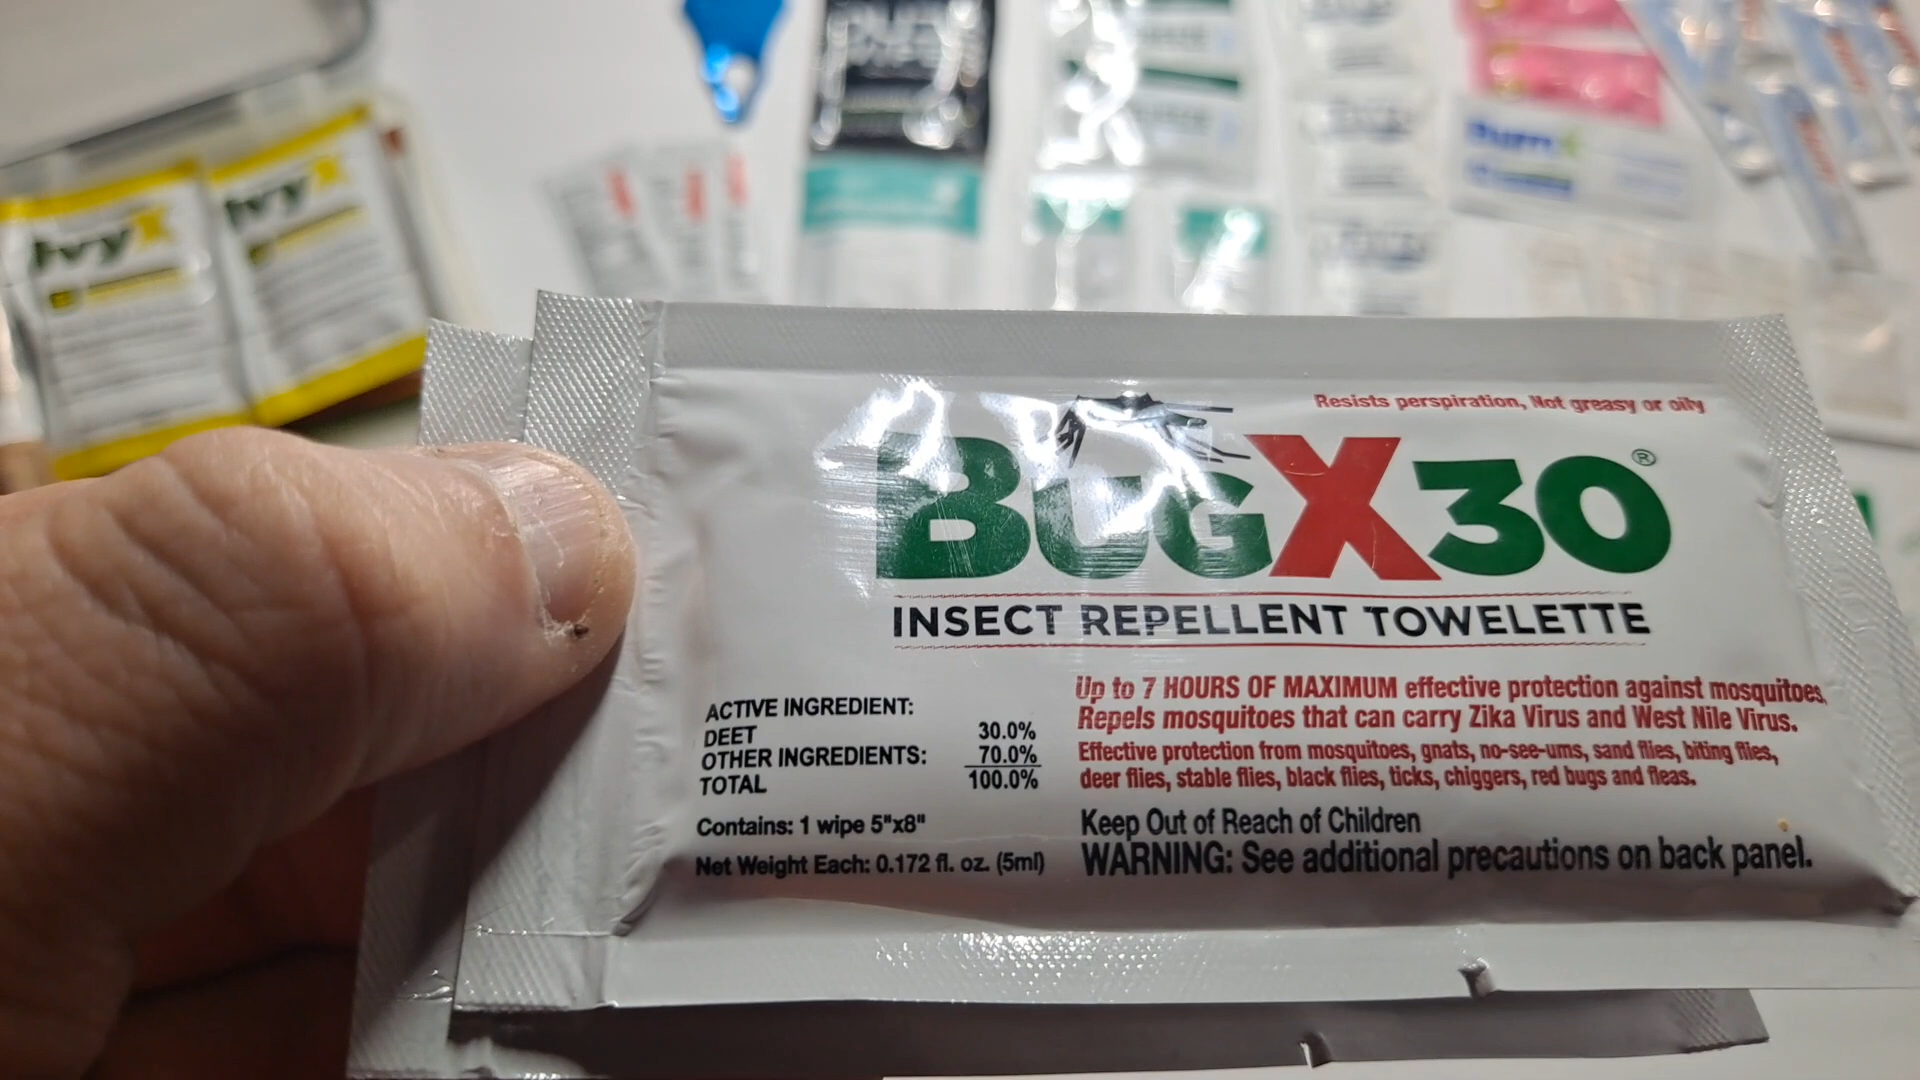 IvyX
IvyX
BurnX
Resists perspiration, Not greasy or oily
BUGX30®
INSECT REPELLENT TOWELETTE
ACTIVE INGREDIENT:
DEET 30.0%
OTHER INGREDIENTS: 70.0%
TOTAL 100.0%
Contains: 1 wipe 5"x8"
Net Weight Each: 0.172 fl. oz. (5ml)
Up to 7 HOURS OF MAXIMUM effective protection against mosquitoes.
Repels mosquitoes that can carry Zika Virus and West Nile Virus.
Effective protection from mosquitoes, gnats, no-see-ums, sand flies, biting flies,
deer flies, stable flies, black flies, ticks, chiggers, red bugs and fleas.
Keep Out of Reach of Children
WARNING: See additional precautions on back panel.